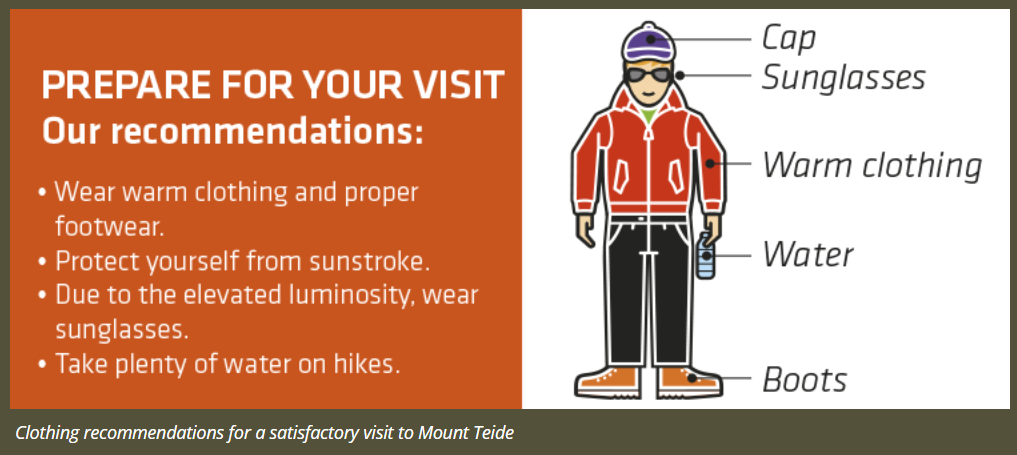 PREPARE FOR YOUR VISIT
Our recommendations:
• Wear warm clothing and proper
footwear.
• Protect yourself from sunstroke.
• Due to the elevated luminosity, wear
sunglasses.
• Take plenty of water on hikes.
Cap
Sunglasses
Warm clothing
Water
Boots
Clothing recommendations for a satisfactory visit to Mount Teide